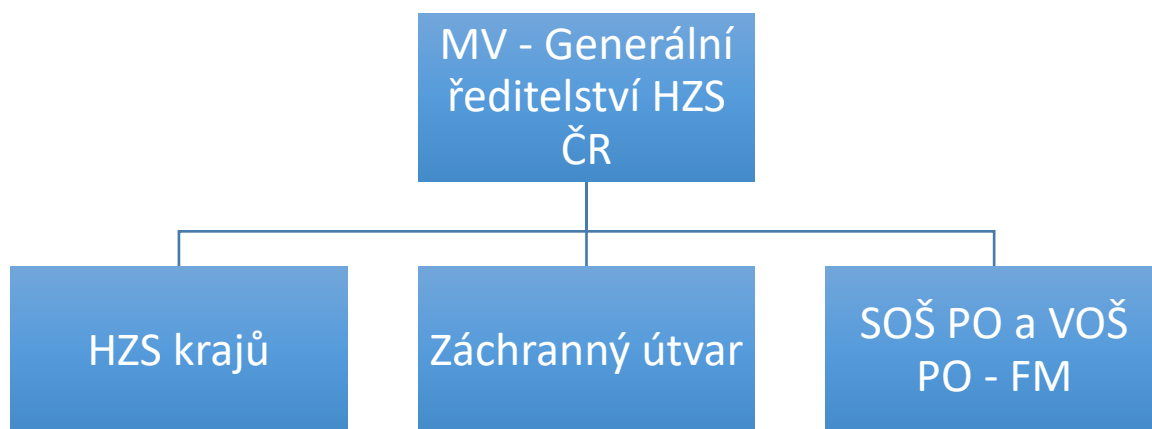 MV - Generální
ředitelství HZS
ČR
HZS krajů
Záchranný útvar
SOŠ PO a VOŠ
PO - FM